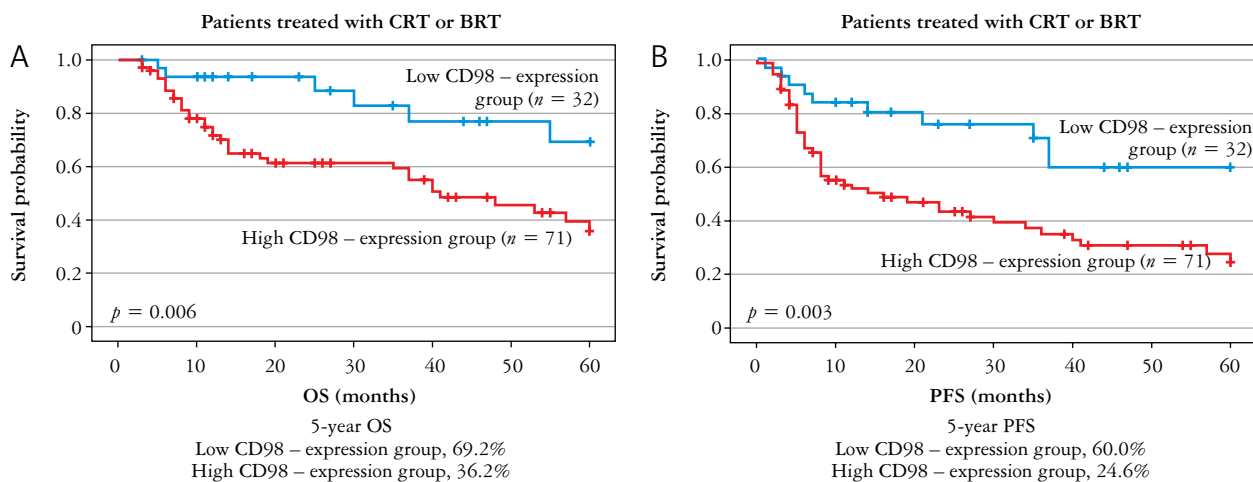 A
Patients treated with CRT or BRT
Survival probability
1.0
0.8
0.6
0.4
0.2
0
Low CD98 – expression
group (n = 32)
High CD98 – expression group (n = 71)
p = 0.006
0 10 20 30 40 50 60
OS (months)
5-year OS
Low CD98 – expression group, 69.2%
High CD98 – expression group, 36.2%
B
Patients treated with CRT or BRT
Survival probability
1.0
0.8
0.6
0.4
0.2
0
Low CD98 – expression
group (n = 32)
High CD98 – expression group (n = 71)
p = 0.003
0 10 20 30 40 50 60
PFS (months)
5-year PFS
Low CD98 – expression group, 60.0%
High CD98 – expression group, 24.6%